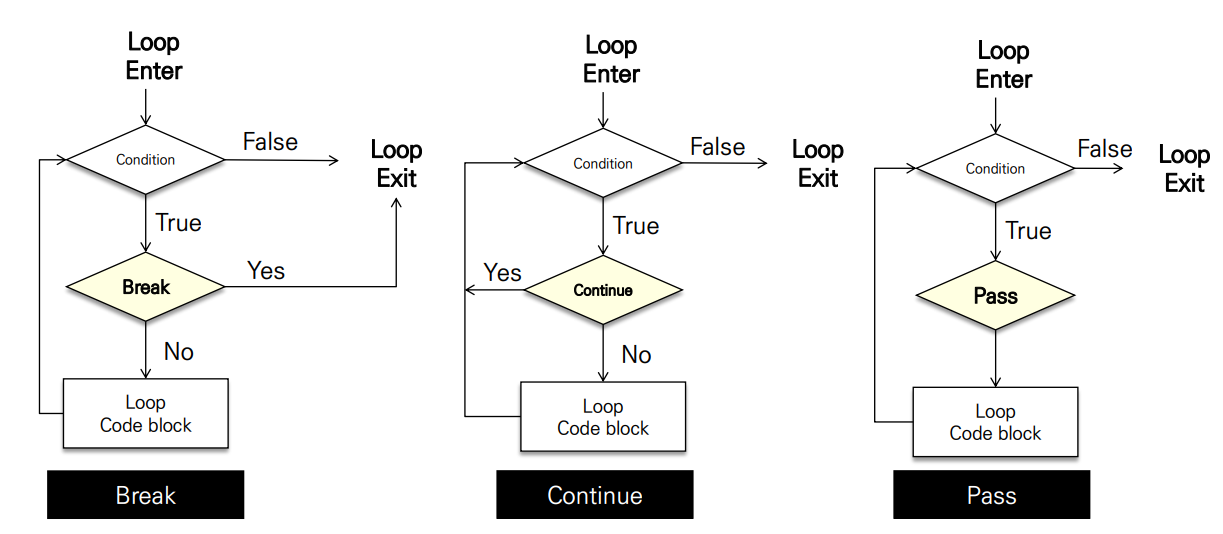 Loop
Enter
Condition
False
Loop
Exit
True
Break
Yes
No
Loop
Code block
Break
Loop
Enter
Condition
False
Loop
Exit
True
Yes
Continue
No
Loop
Code block
Continue
Loop
Enter
Condition
False
Loop
Exit
True
Pass
Loop
Code block
Pass